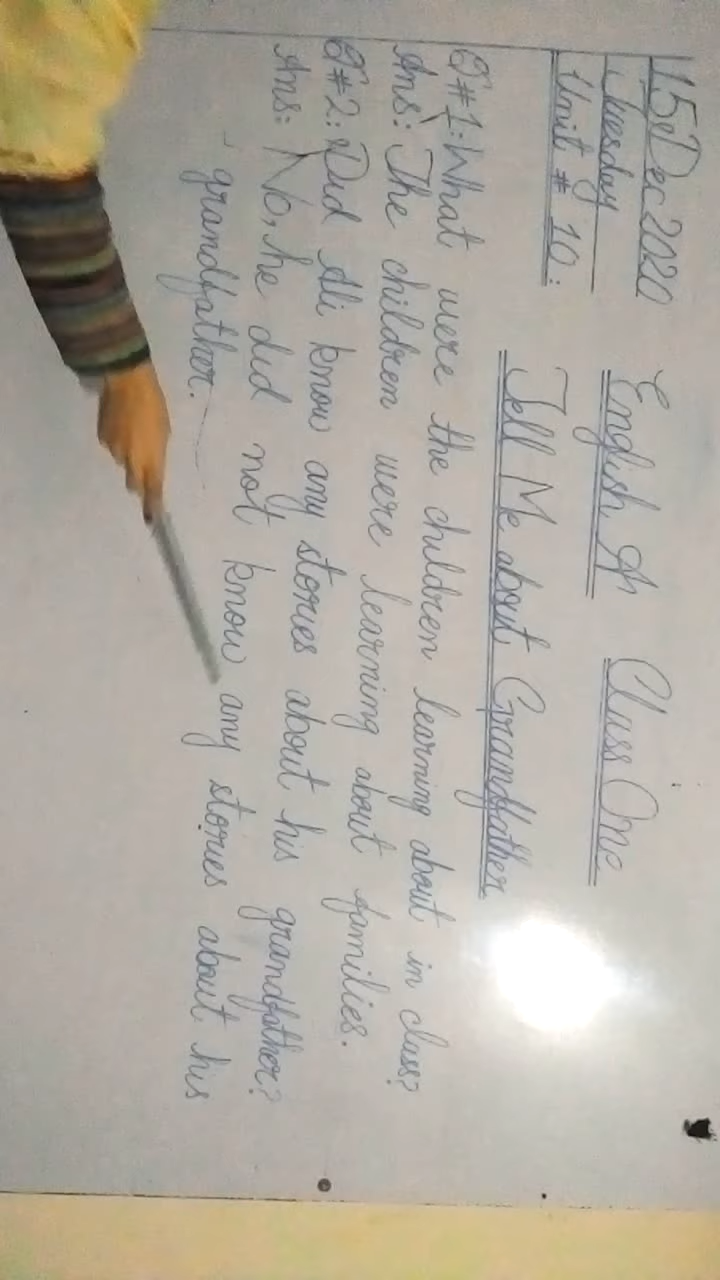 15 Dec 2020 English A Class One
Tuesday
Unit # 10: Tell Me about Grandfather
Q#1: What were the children learning about in class?
Ans: The children were learning about families.
Q#2: Did Ali know any stories about his grandfather?
Ans: No, he did not know any stories about his
grandfather.